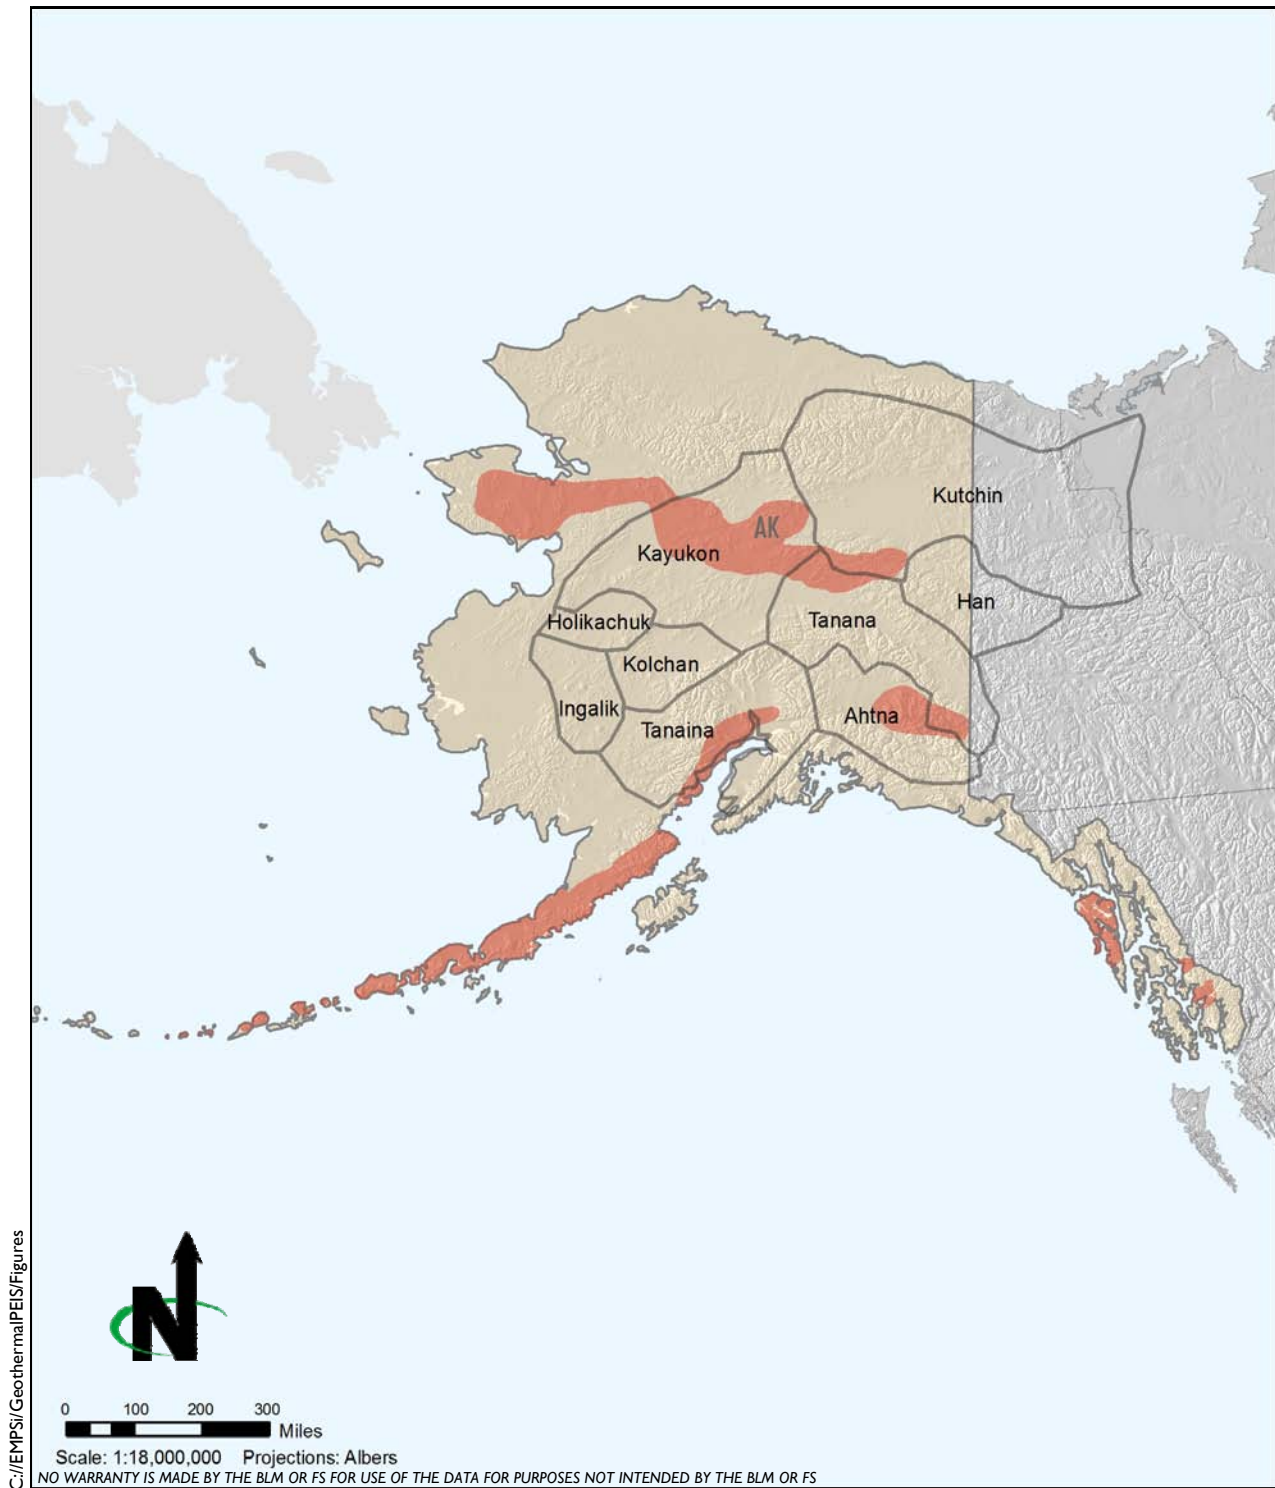 Kutchin
AK
Kayukon
Han
Holikachuk
Tanana
Kolchan
Ingalik
Ahtna
Tanaina
C://EMPSi/GeothermalPEIS/Figures
N
0 100 200 300
Miles
Scale: 1:18,000,000 Projections: Albers
NO WARRANTY IS MADE BY THE BLM OR FS FOR USE OF THE DATA FOR PURPOSES NOT INTENDED BY THE BLM OR FS